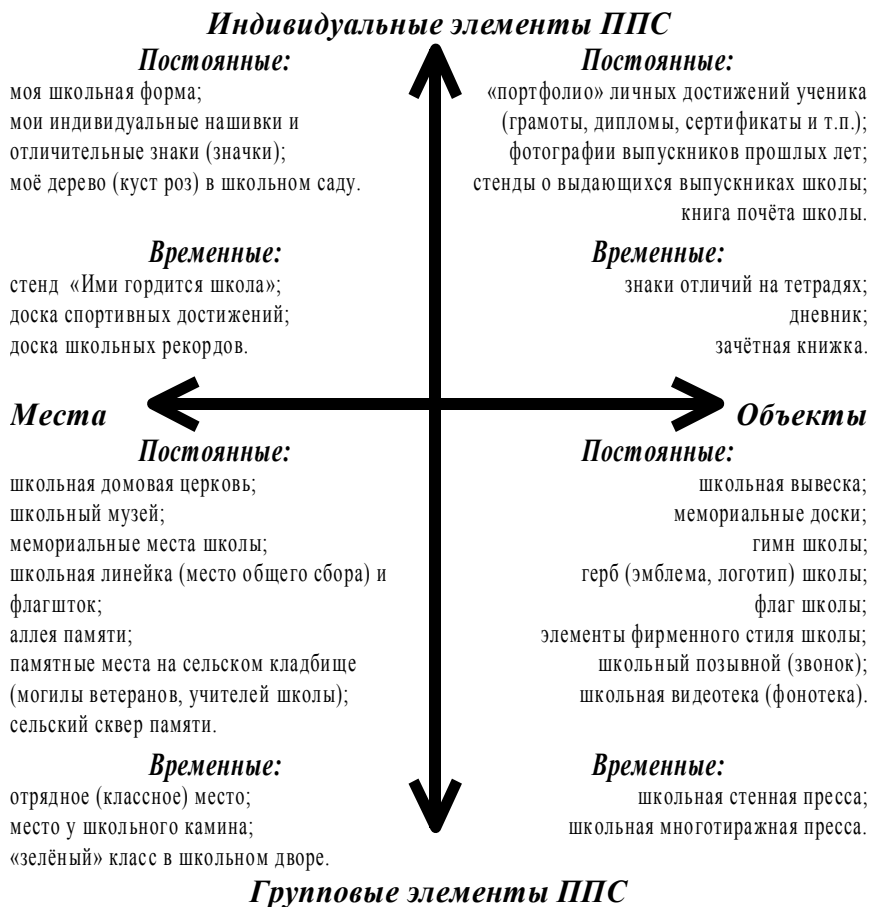 Индивидуальные элементы ППС
Постоянные:
моя школьная форма;
мои индивидуальные нашивки и
отличительные знаки (значки);
моё дерево (куст роз) в школьном саду.
Временные:
стенд «Ими гордится школа»;
доска спортивных достижений;
доска школьных рекордов.
Постоянные:
«портфолио» личных достижений ученика
(грамоты, дипломы, сертификаты и т.п.);
фотографии выпускников прошлых лет;
стенды о выдающихся выпускниках школы;
книга почёта школы.
Временные:
знаки отличий на тетрадях;
дневник;
зачётная книжка.
Места
Объекты
Постоянные:
школьная домовая церковь;
школьный музей;
мемориальные места школы;
школьная линейка (место общего сбора) и
флагшток;
аллея памяти;
памятные места на сельском кладбище
(могилы ветеранов, учителей школы);
сельский сквер памяти.
Временные:
отрядное (классное) место;
место у школьного камина;
«зелёный» класс в школьном дворе.
Постоянные:
школьная вывеска;
мемориальные доски;
гимн школы;
герб (эмблема, логотип) школы;
флаг школы;
элементы фирменного стиля школы;
школьный позывной (звонок);
школьная видеотека (фонотека).
Временные:
школьная стенная пресса;
школьная многотиражная пресса.
Групповые элементы ППС